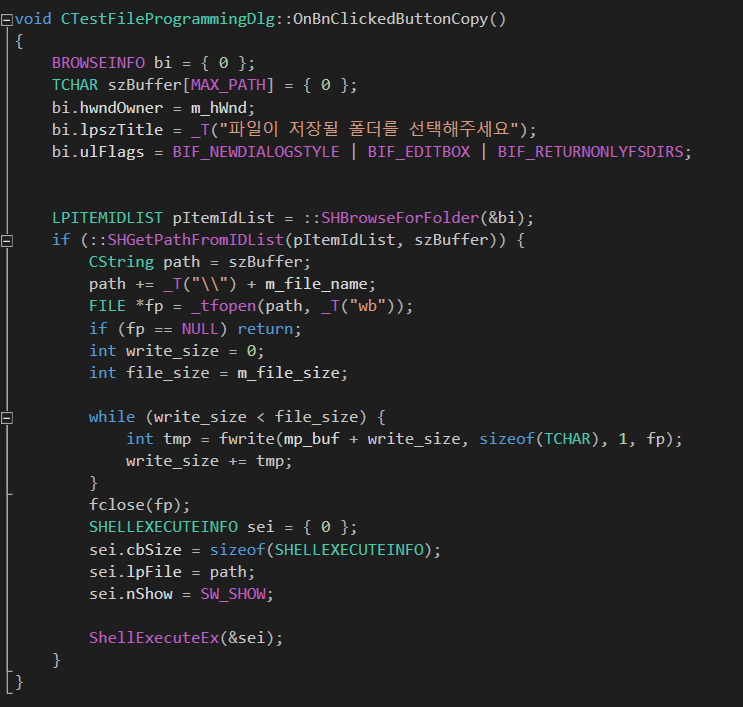 void CTestFileProgrammingDlg::OnBnClickedButtonCopy()
{
    BROWSEINFO bi = { 0 };
    TCHAR szBuffer[MAX_PATH] = { 0 };
    bi.hwndOwner = m_hWnd;
    bi.lpszTitle = _T("파일이 저장될 폴더를 선택해주세요");
    bi.ulFlags = BIF_NEWDIALOGSTYLE | BIF_EDITBOX | BIF_RETURNONLYFSDIRS;
    LPITEMIDLIST pItemIdList = ::SHBrowseForFolder(&bi);
    if (::SHGetPathFromIDList(pItemIdList, szBuffer)) {
        CString path = szBuffer;
        path += _T("\\") + m_file_name;
        FILE *fp = _tfopen(path, _T("wb"));
        if (fp == NULL) return;
        int write_size = 0;
        int file_size = m_file_size;
        while (write_size < file_size) {
            int tmp = fwrite(mp_buf + write_size, sizeof(TCHAR), 1, fp);
            write_size += tmp;
        }
        fclose(fp);
        SHELLEXECUTEINFO sei = { 0 };
        sei.cbSize = sizeof(SHELLEXECUTEINFO);
        sei.lpFile = path;
        sei.nShow = SW_SHOW;
        ShellExecuteEx(&sei);
    }
}